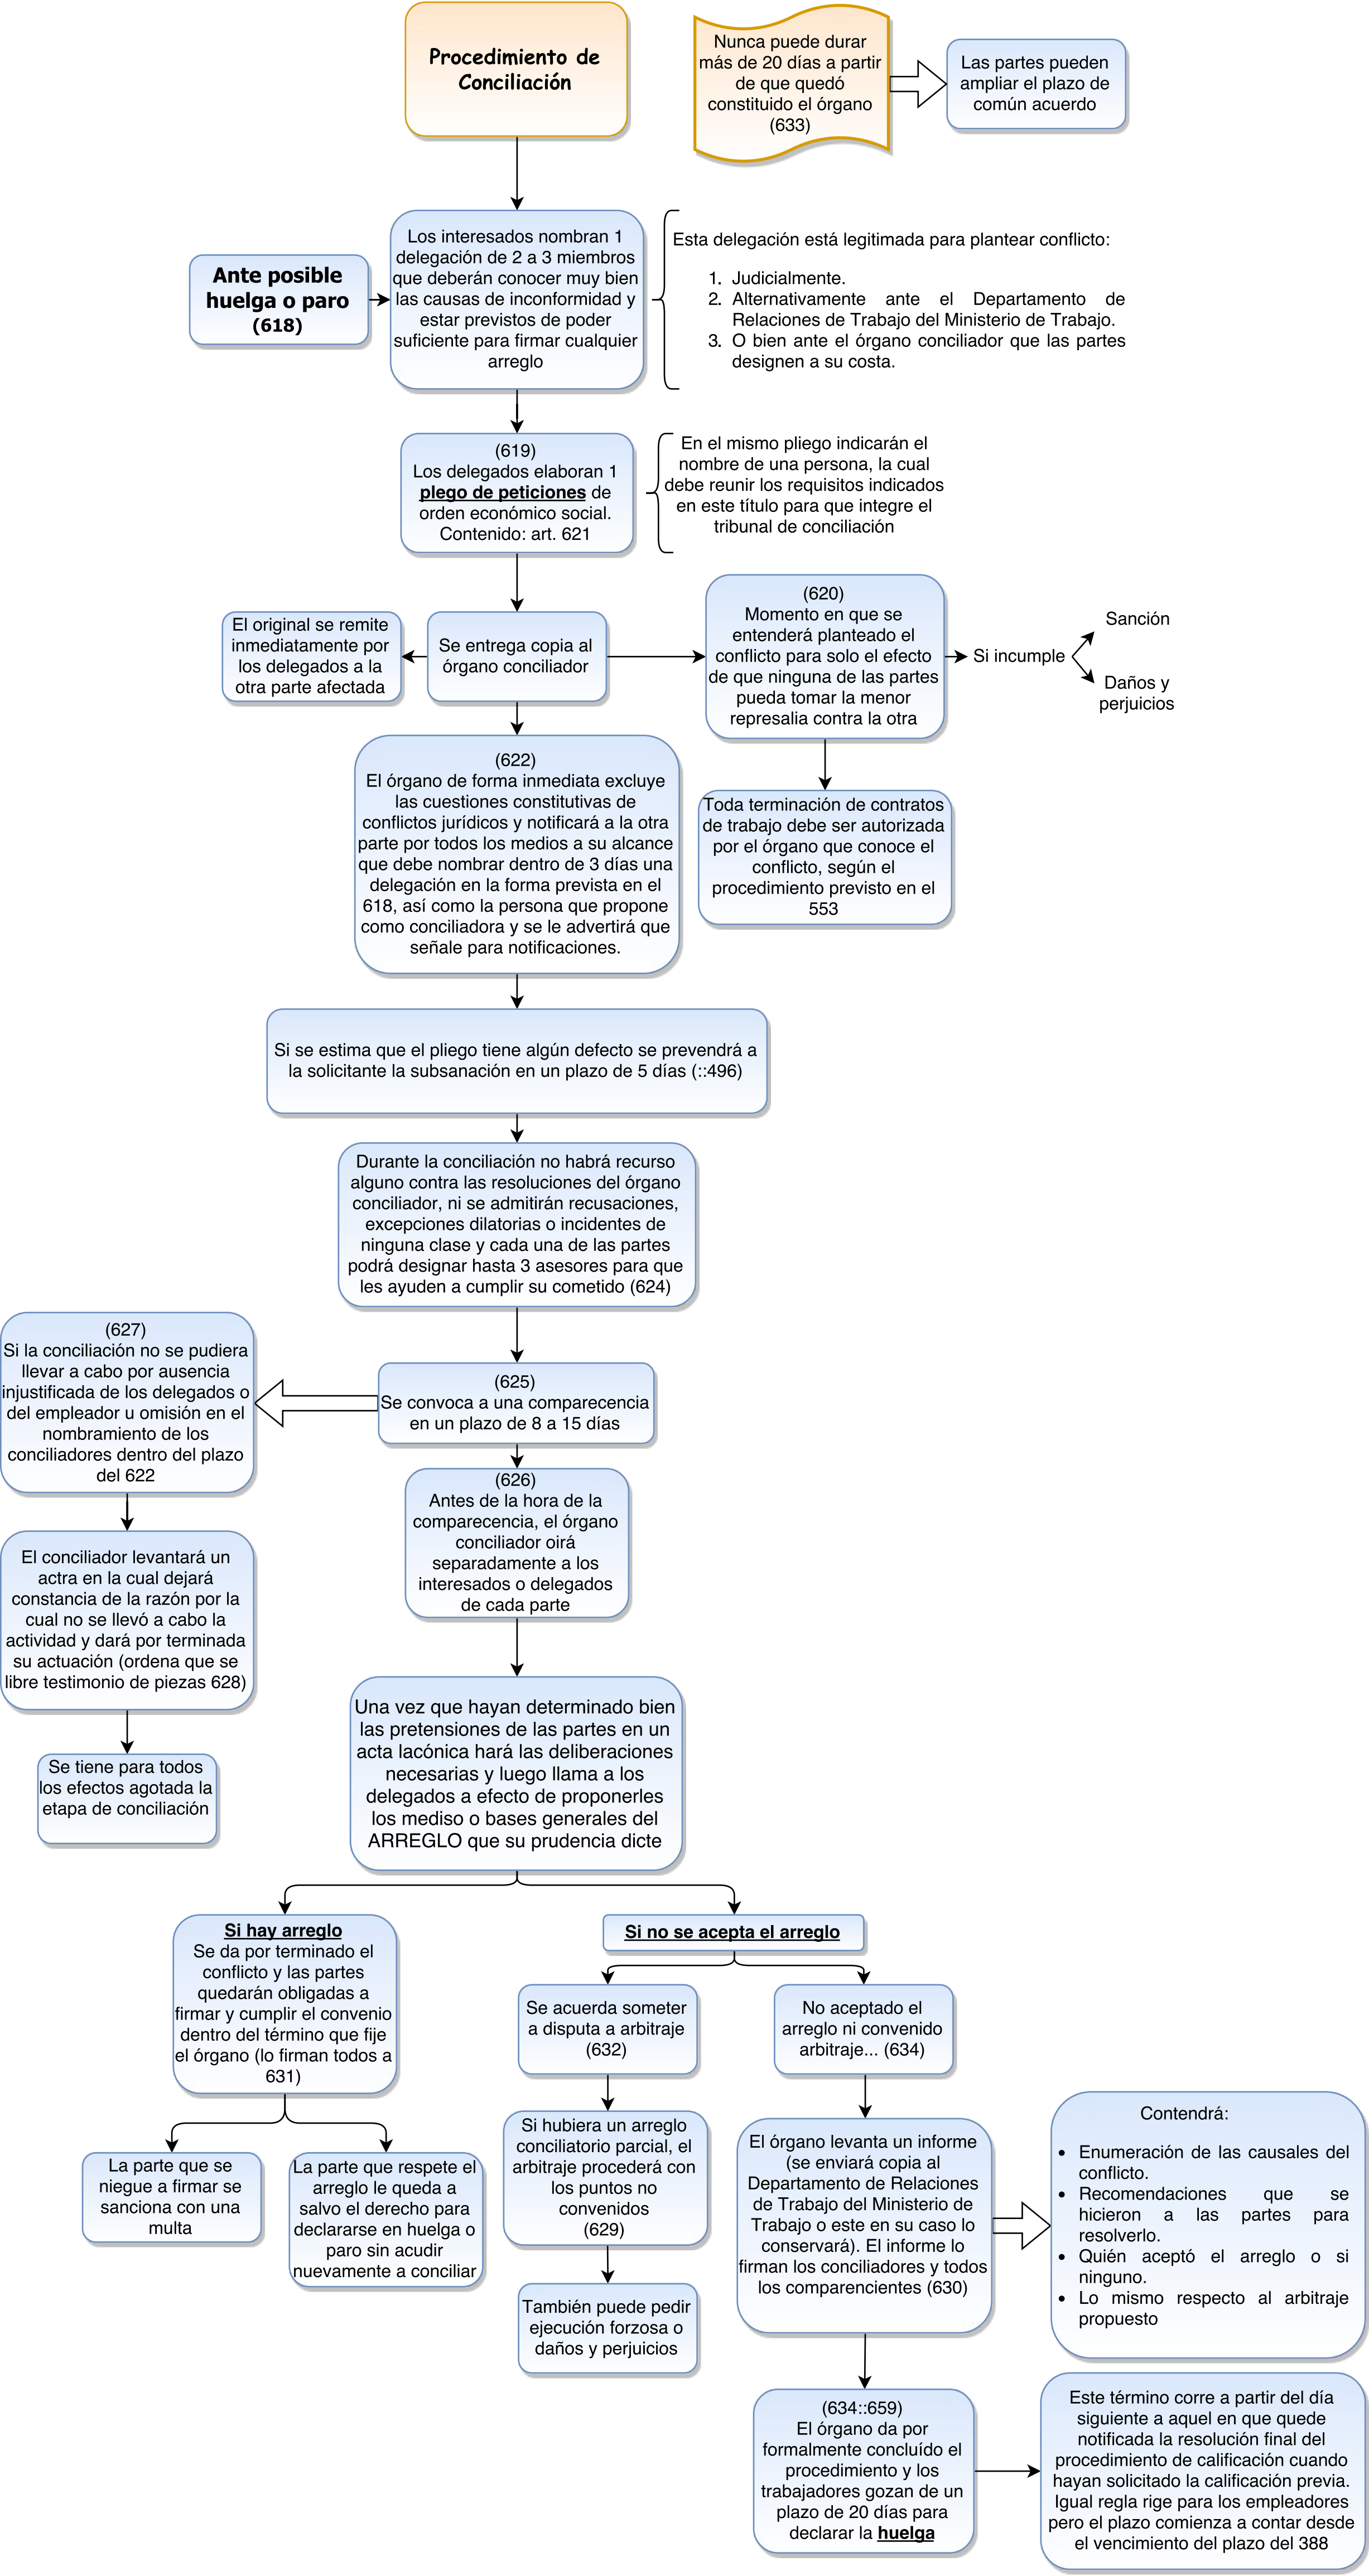 Procedimiento de
Conciliación
Nunca puede durar
más de 20 días a partir
de que quedó
constituido el órgano
(633)
Las partes pueden
ampliar el plazo de
común acuerdo
Ante posible
huelga o paro
(618)
Los interesados nombran 1
delegación de 2 a 3 miembros
que deberán conocer muy bien
las causas de inconformidad y
estar previstos de poder
suficiente para firmar cualquier
arreglo
Esta delegación está legitimada para plantear conflicto:
1. Judicialmente.
2. Alternativamente ante el Departamento de
Relaciones de Trabajo del Ministerio de Trabajo.
3. O bien ante el órgano conciliador que las partes
designen a su costa.
(619)
Los delegados elaboran 1
plego de peticiones de
orden económico social.
Contenido: art. 621
En el mismo pliego indicarán el
nombre de una persona, la cual
debe reunir los requisitos indicados
en este título para que integre el
tribunal de conciliación
El original se remite
inmediatamente por
los delegados a la
otra parte afectada
Se entrega copia al
órgano conciliador
(620)
Momento en que se
entenderá planteado el
conflicto para solo el efecto
de que ninguna de las partes
pueda tomar la menor
represalia contra la otra
Si incumple
Sanción
Daños y
perjuicios
(622)
El órgano de forma inmediata excluye
las cuestiones constitutivas de
conflictos jurídicos y notificará a la otra
parte por todos los medios a su alcance
que debe nombrar dentro de 3 días una
delegación en la forma prevista en el
618, así como la persona que propone
como conciliadora y se le advertirá que
señale para notificaciones.
Toda terminación de contratos
de trabajo debe ser autorizada
por el órgano que conoce el
conflicto, según el
procedimiento previsto en el
553
Si se estima que el pliego tiene algún defecto se prevendrá a
la solicitante la subsanación en un plazo de 5 días (::496)
Durante la conciliación no habrá recurso
alguno contra las resoluciones del órgano
conciliador, ni se admitirán recusaciones,
excepciones dilatorias o incidentes de
ninguna clase y cada una de las partes
podrá designar hasta 3 asesores para que
les ayuden a cumplir su cometido (624)
(627)
Si la conciliación no se pudiera
llevar a cabo por ausencia
injustificada de los delegados o
del empleador u omisión en el
nombramiento de los
conciliadores dentro del plazo
del 622
(625)
Se convoca a una comparecencia
en un plazo de 8 a 15 días
(626)
Antes de la hora de la
comparecencia, el órgano
conciliador oirá
separadamente a los
interesados o delegados
de cada parte
El conciliador levantará un
actra en la cual dejará
constancia de la razón por la
cual no se llevó a cabo la
actividad y dará por terminada
su actuación (ordena que se
libre testimonio de piezas 628)
Una vez que hayan determinado bien
las pretensiones de las partes en un
acta lacónica hará las deliberaciones
necesarias y luego llama a los
delegados a efecto de proponerles
los mediso o bases generales del
ARREGLO que su prudencia dicte
Se tiene para todos
los efectos agotada la
etapa de conciliación
Si hay arreglo
Se da por terminado el
conflicto y las partes
quedarán obligadas a
firmar y cumplir el convenio
dentro del término que fije
el órgano (lo firman todos a
631)
Si no se acepta el arreglo
Se acuerda someter
a disputa a arbitraje
(632)
No aceptado el
arreglo ni convenido
arbitraje... (634)
La parte que se
niegue a firmar se
sanciona con una
multa
La parte que respete el
arreglo le queda a
salvo el derecho para
declararse en huelga o
paro sin acudir
nuevamente a conciliar
Si hubiera un arreglo
conciliatorio parcial, el
arbitraje procederá con
los puntos no
convenidos
(629)
El órgano levanta un informe
(se enviará copia al
Departamento de Relaciones
de Trabajo del Ministerio de
Trabajo o este en su caso lo
conservará). El informe lo
firman los conciliadores y todos
los comparencientes (630)
Contendrá:
• Enumeración de las causales del
conflicto.
• Recomendaciones que se
hicieron a las partes para
resolverlo.
• Quién aceptó el arreglo o si
ninguno.
• Lo mismo respecto al arbitraje
propuesto
También puede pedir
ejecución forzosa o
daños y perjuicios
(634::659)
El órgano da por
formalmente concluído el
procedimiento y los
trabajadores gozan de un
plazo de 20 días para
declarar la huelga
Este término corre a partir del día
siguiente a aquel en que quede
notificada la resolución final del
procedimiento de calificación cuando
hayan solicitado la calificación previa.
Igual regla rige para los empleadores
pero el plazo comienza a contar desde
el vencimiento del plazo del 388